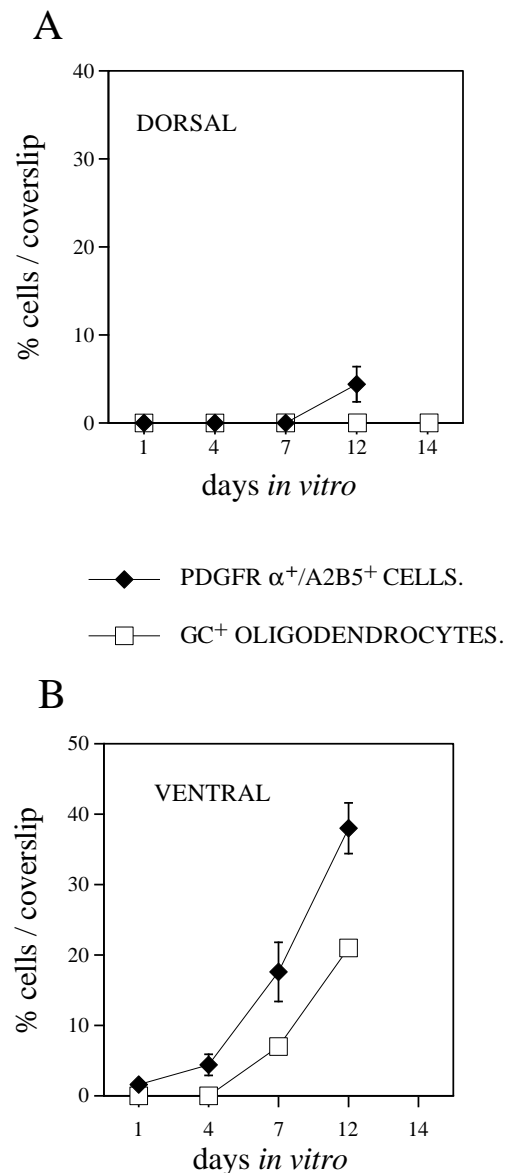 A
40
DORSAL
30
20
10
0
% cells / coverslip
1 4 7 12 14
days in vitro
PDGFR α+/A2B5+ CELLS.
GC+ OLIGODENDROCYTES.
B
50
VENTRAL
40
30
20
10
0
% cells / coverslip
1 4 7 12 14
days in vitro